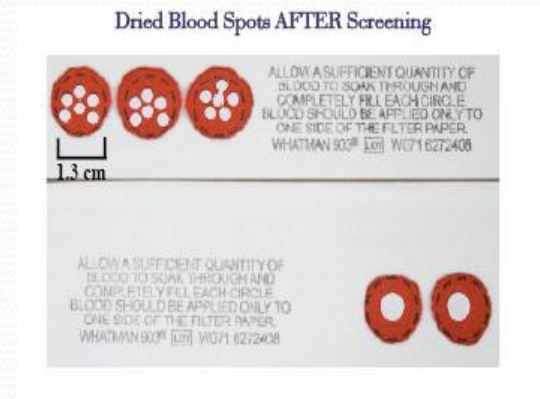 Dried Blood Spots AFTER Screening
ALLOW A SUFFICIENT QUANTITY OF
BLOOD TO SOAK THROUGH AND
COMPLETELY FILL EACH CIRCLE.
BLOOD SHOULD BE APPLIED ONLY TO
ONE SIDE OF THE FILTER PAPER.
WHATMAN 903® LOT W071 6272408
1.3 cm
ALLOW A SUFFICIENT QUANTITY OF
BLOOD TO SOAK THROUGH AND
COMPLETELY FILL EACH CIRCLE.
BLOOD SHOULD BE APPLIED ONLY TO
ONE SIDE OF THE FILTER PAPER.
WHATMAN 903® LOT W071 6272408